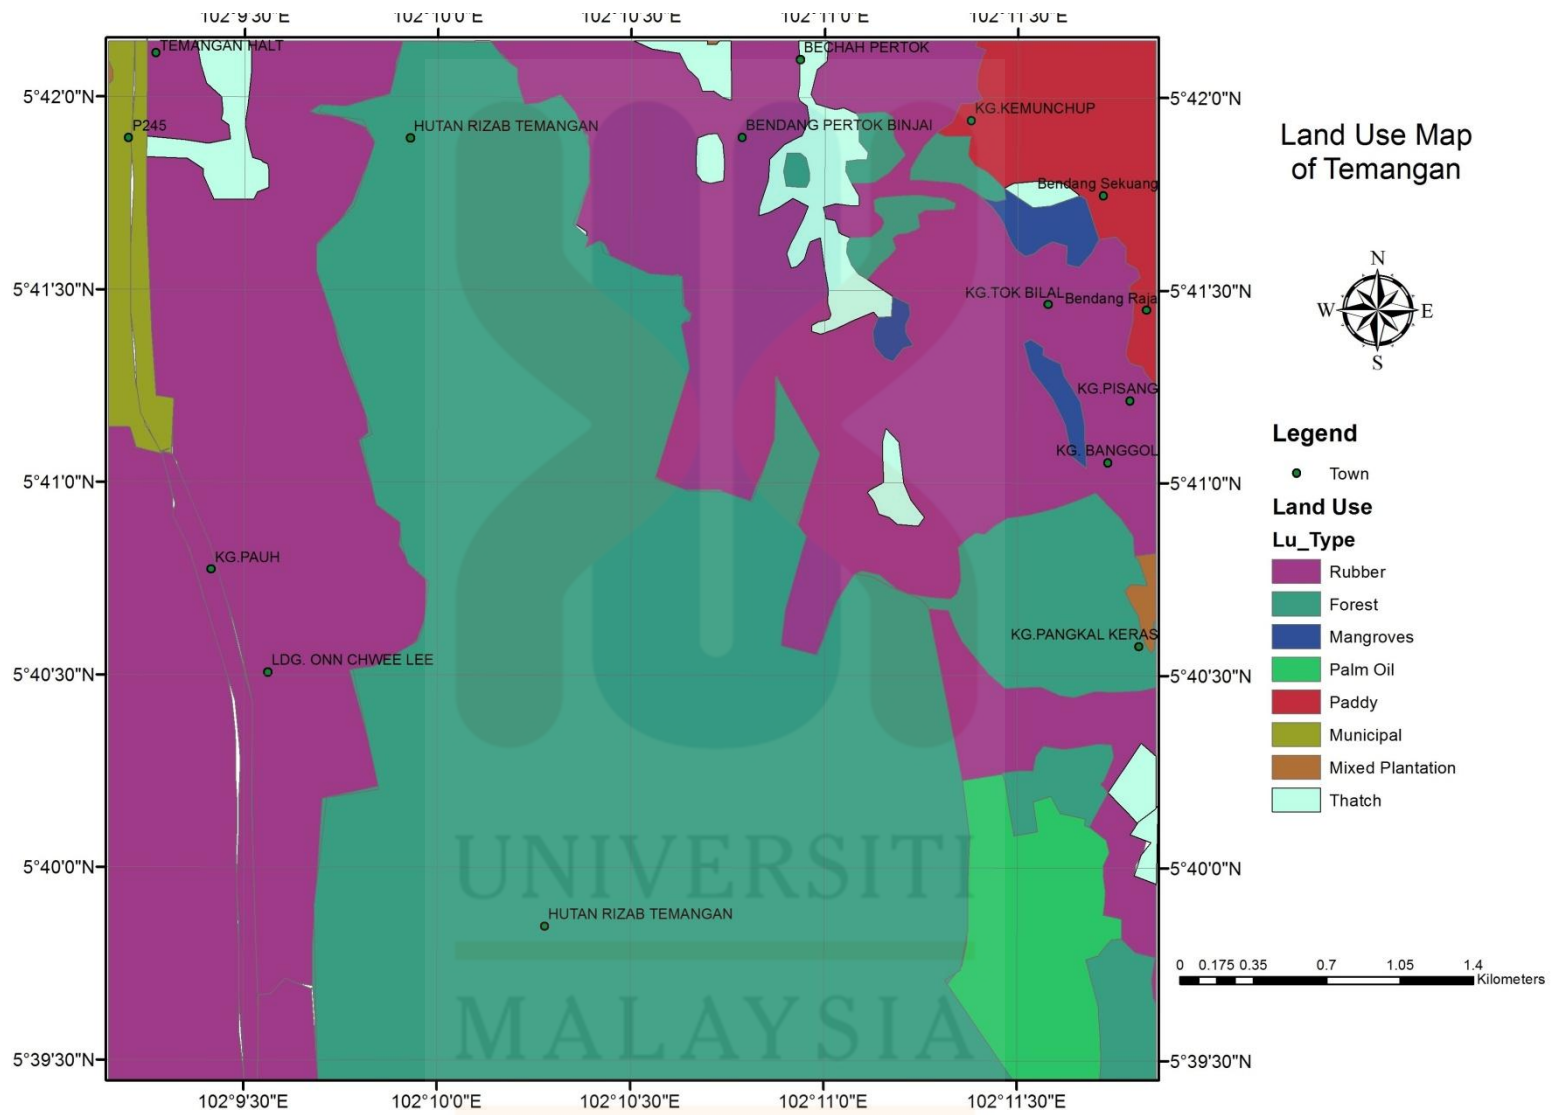 102°9'30"E 102°10'0"E 102°10'30"E 102°11'0"E 102°11'30"E
TEMANGAN HALT
BECHAH PERTOK
5°42'0"N
5°42'0"N
KG.KEMUNCHUP
P245
HUTAN RIZAB TEMANGAN
BENDANG PERTOK BINJAI
Bendang Sekuang
5°41'30"N
5°41'30"N
KG.TOK BILAL
Bendang Raja
KG.PISANG
KG. BANGGOL
5°41'0"N
5°41'0"N
KG.PAUH
KG.PANGKAL KERAS
LDG. ONN CHWEE LEE
5°40'30"N
5°40'30"N
UNIVERSITI
5°40'0"N
5°40'0"N
HUTAN RIZAB TEMANGAN
MALAYSIA
5°39'30"N
5°39'30"N
102°9'30"E 102°10'0"E 102°10'30"E 102°11'0"E 102°11'30"E
Land Use Map
of Temangan
N
W E
S
Legend
Town
Land Use
Lu_Type
Rubber
Forest
Mangroves
Palm Oil
Paddy
Municipal
Mixed Plantation
Thatch
0 0.175 0.35 0.7 1.05 1.4
Kilometers